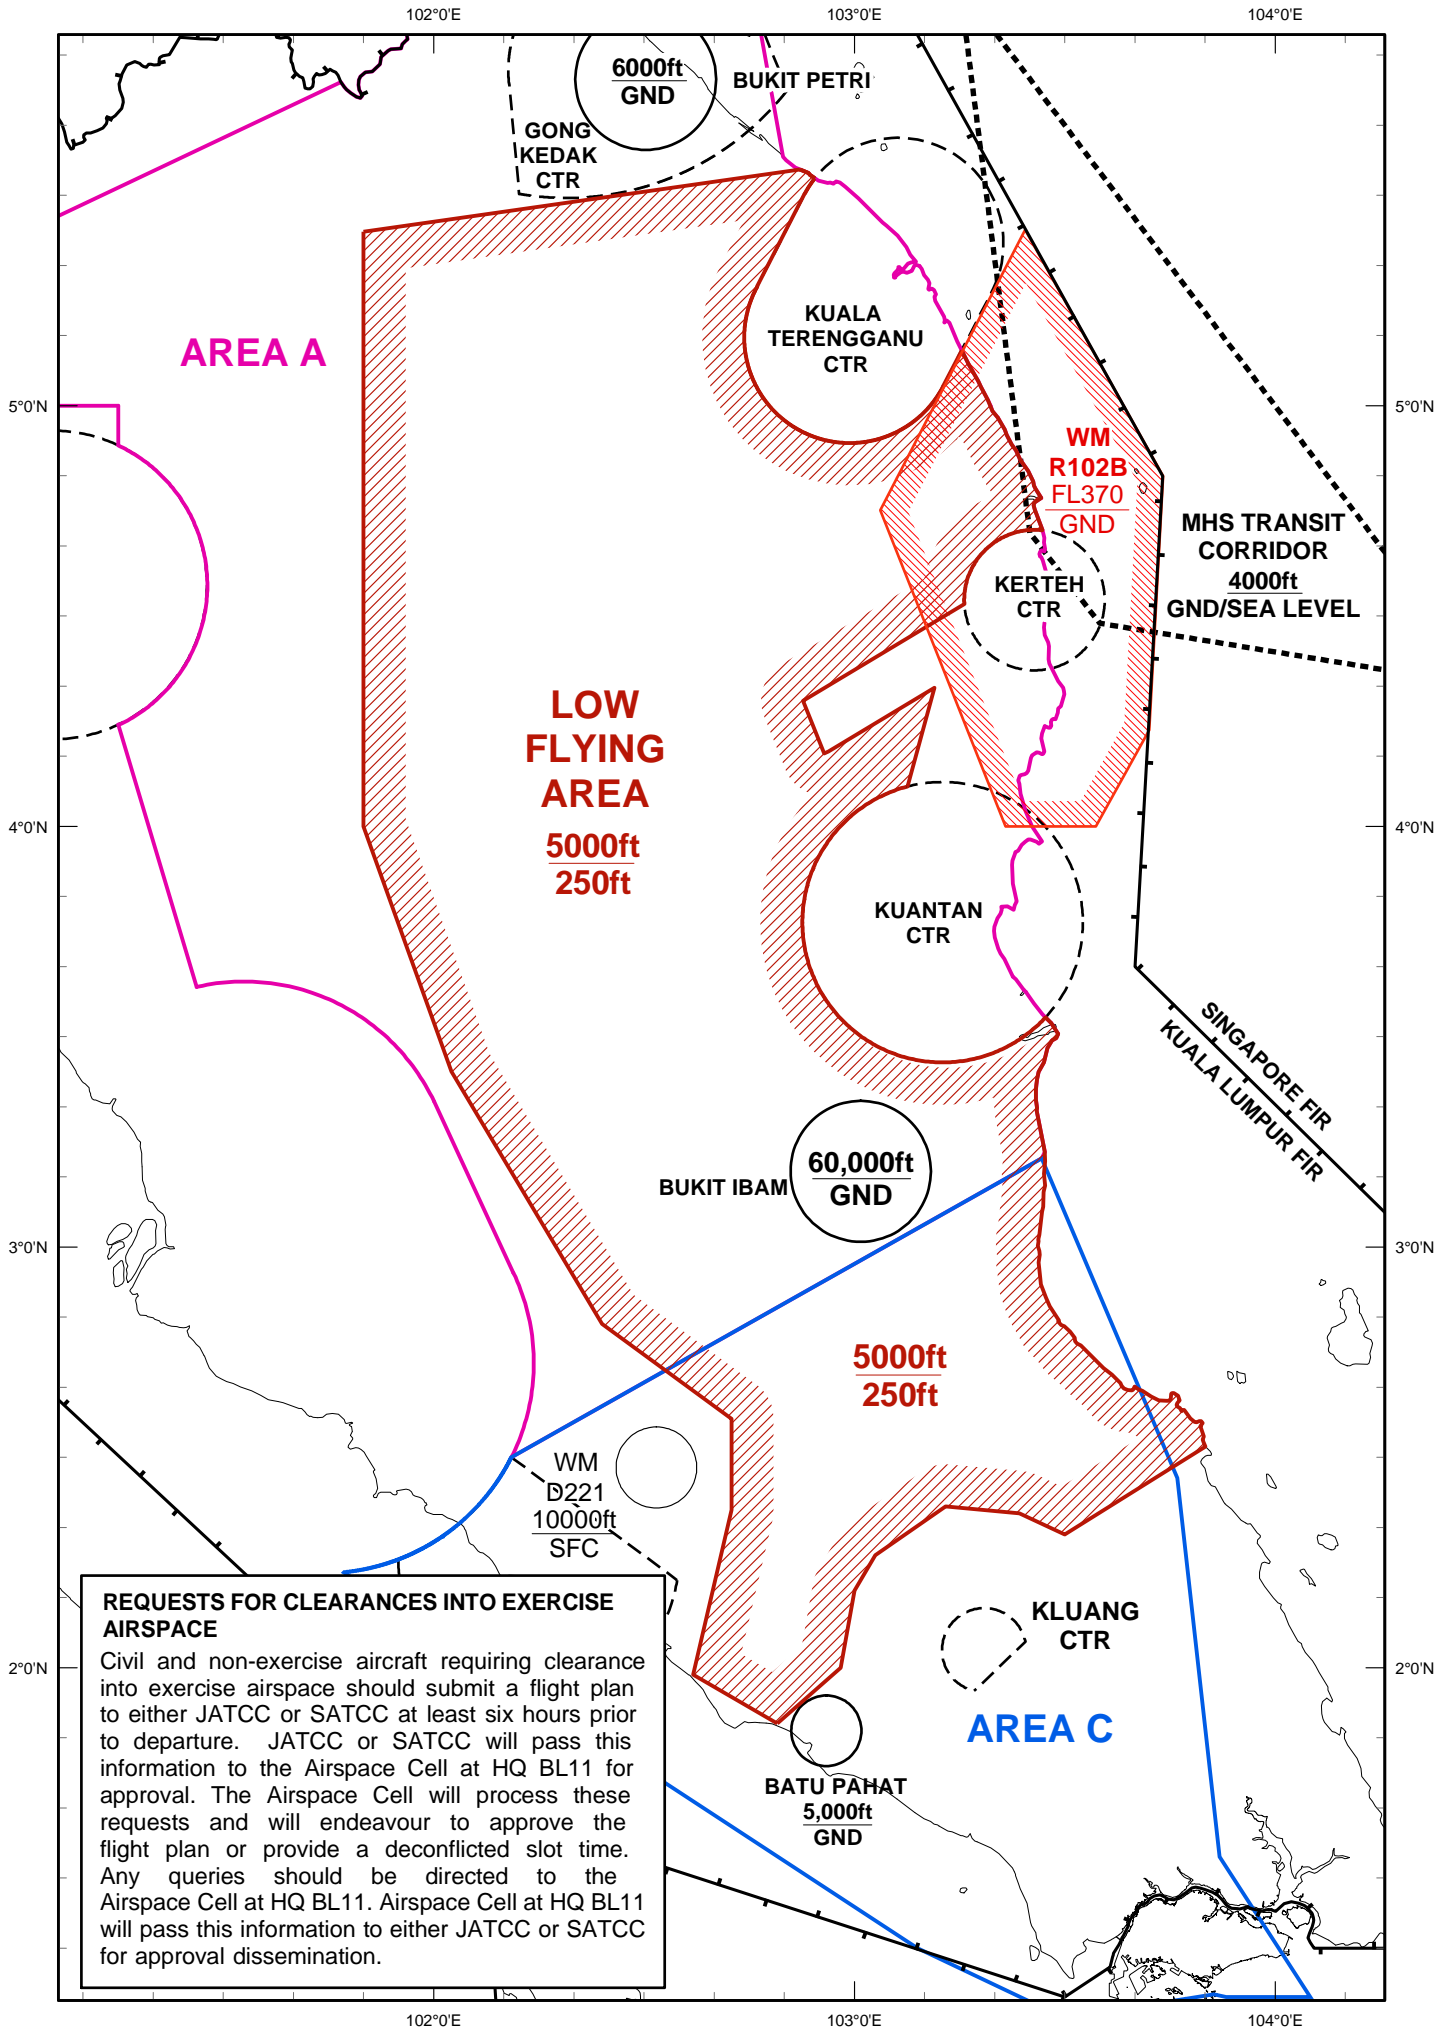 102°0'E
103°0'E
104°0'E
6000ft
GND
BUKIT PETRI
GONG
KEDAK
CTR
KUALA
TERENGGANU
CTR
AREA A
5°0'N
5°0'N
WM
R102B
FL370
GND
MHS TRANSIT
CORRIDOR
4000ft
GND/SEA LEVEL
KERTEH
CTR
LOW
FLYING
AREA
5000ft
250ft
4°0'N
4°0'N
KUANTAN
CTR
SINGAPORE FIR
KUALA LUMPUR FIR
60,000ft
GND
BUKIT IBAM
3°0'N
3°0'N
5000ft
250ft
WM
D221
10000ft
SFC
KLUANG
CTR
2°0'N
2°0'N
AREA C
BATU PAHAT
5,000ft
GND
REQUESTS FOR CLEARANCES INTO EXERCISE
AIRSPACE
Civil and non-exercise aircraft requiring clearance
into exercise airspace should submit a flight plan
to either JATCC or SATCC at least six hours prior
to departure. JATCC or SATCC will pass this
information to the Airspace Cell at HQ BL11 for
approval. The Airspace Cell will process these
requests and will endeavour to approve the
flight plan or provide a deconflicted slot time.
Any queries should be directed to the
Airspace Cell at HQ BL11. Airspace Cell at HQ BL11
will pass this information to either JATCC or SATCC
for approval dissemination.
102°0'E
103°0'E
104°0'E